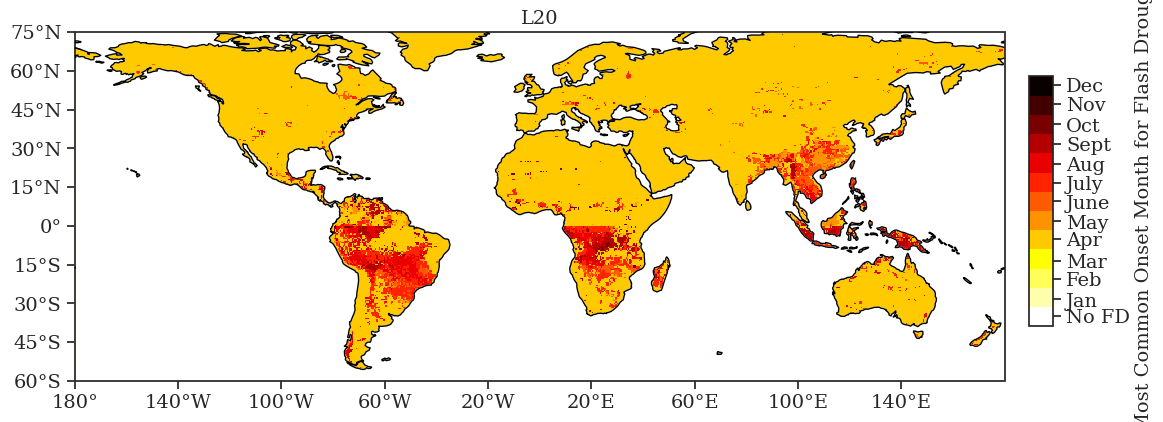 L20
75°N
60°N
45°N
30°N
15°N
0°
15°S
30°S
45°S
60°S
180°
140°W
100°W
60°W
20°W
20°E
60°E
100°E
140°E
Dec
Nov
Oct
Sept
Aug
July
June
May
Apr
Mar
Feb
Jan
No FD
Most Common Onset Month for Flash